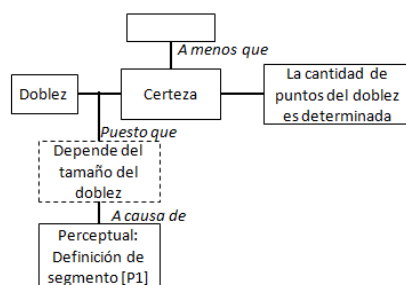 A menos que
Doblez
Certeza
La cantidad de
puntos del doblez
es determinada
Puesto que
Depende del
tamaño del
doblez
A causa de
Perceptual:
Definición de
segmento [P1]